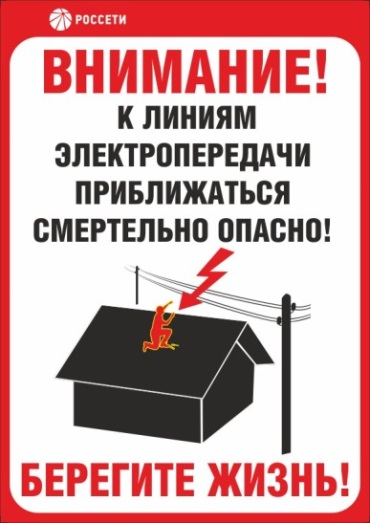 РОССЕТИ
ВНИМАНИЕ!
К ЛИНИЯМ
ЭЛЕКТРОПЕРЕДАЧИ
ПРИБЛИЖАТЬСЯ
СМЕРТЕЛЬНО ОПАСНО!
БЕРЕГИТЕ ЖИЗНЬ!